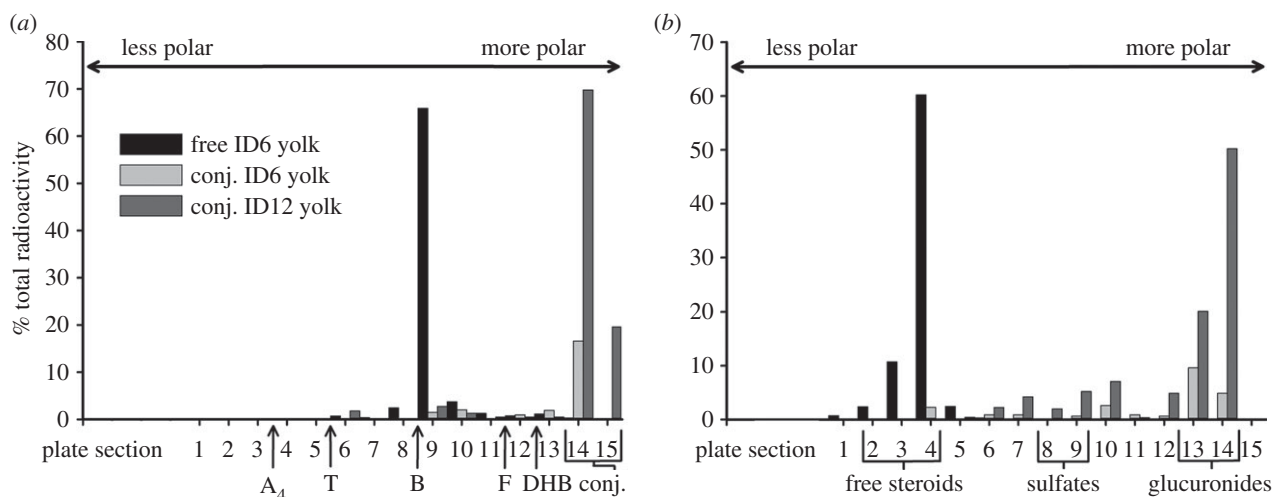 (a)
80
70
60
50
40
30
20
10
0
% total radioactivity
less polar more polar
free ID6 yolk
conj. ID6 yolk
conj. ID12 yolk
plate section 1 2 3 4 5 6 7 8 9 10 11 12 13 14 15
A4 T B F DHB conj.
(b)
70
60
50
40
30
20
10
0
less polar more polar
plate section 1 2 3 4 5 6 7 8 9 10 11 12 13 14 15
free steroids sulfates glucuronides